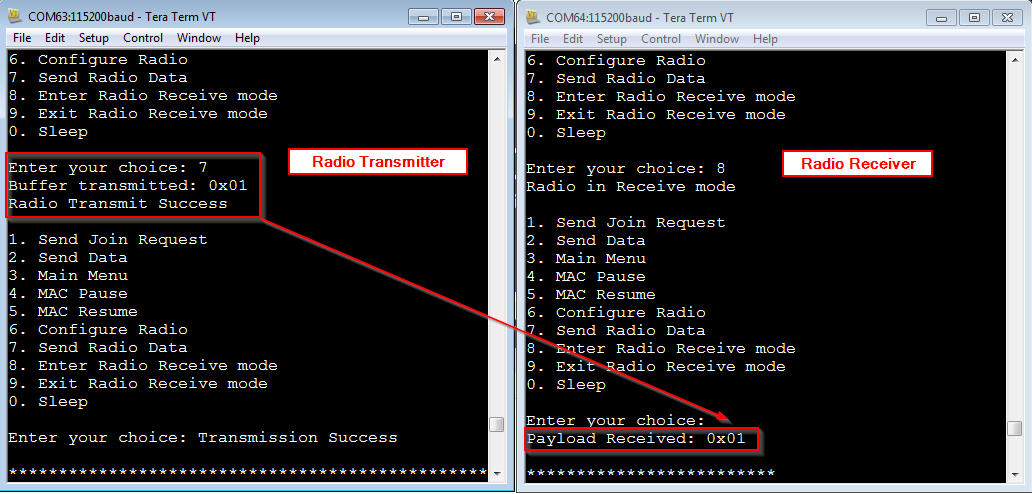 COM63:115200baud - Tera Term VT
File Edit Setup Control Window Help
6. Configure Radio
7. Send Radio Data
8. Enter Radio Receive mode
9. Exit Radio Receive mode
0. Sleep
Enter your choice: 7
Buffer transmitted: 0x01
Radio Transmit Success
Radio Transmitter
1. Send Join Request
2. Send Data
3. Main Menu
4. MAC Pause
5. MAC Resume
6. Configure Radio
7. Send Radio Data
8. Enter Radio Receive mode
9. Exit Radio Receive mode
0. Sleep
Enter your choice: Transmission Success
************************************************
COM64:115200baud - Tera Term VT
File Edit Setup Control Window Help
6. Configure Radio
7. Send Radio Data
8. Enter Radio Receive mode
9. Exit Radio Receive mode
0. Sleep
Enter your choice: 8
Radio in Receive mode
Radio Receiver
1. Send Join Request
2. Send Data
3. Main Menu
4. MAC Pause
5. MAC Resume
6. Configure Radio
7. Send Radio Data
8. Enter Radio Receive mode
9. Exit Radio Receive mode
0. Sleep
Enter your choice:
Payload Received: 0x01
*************************